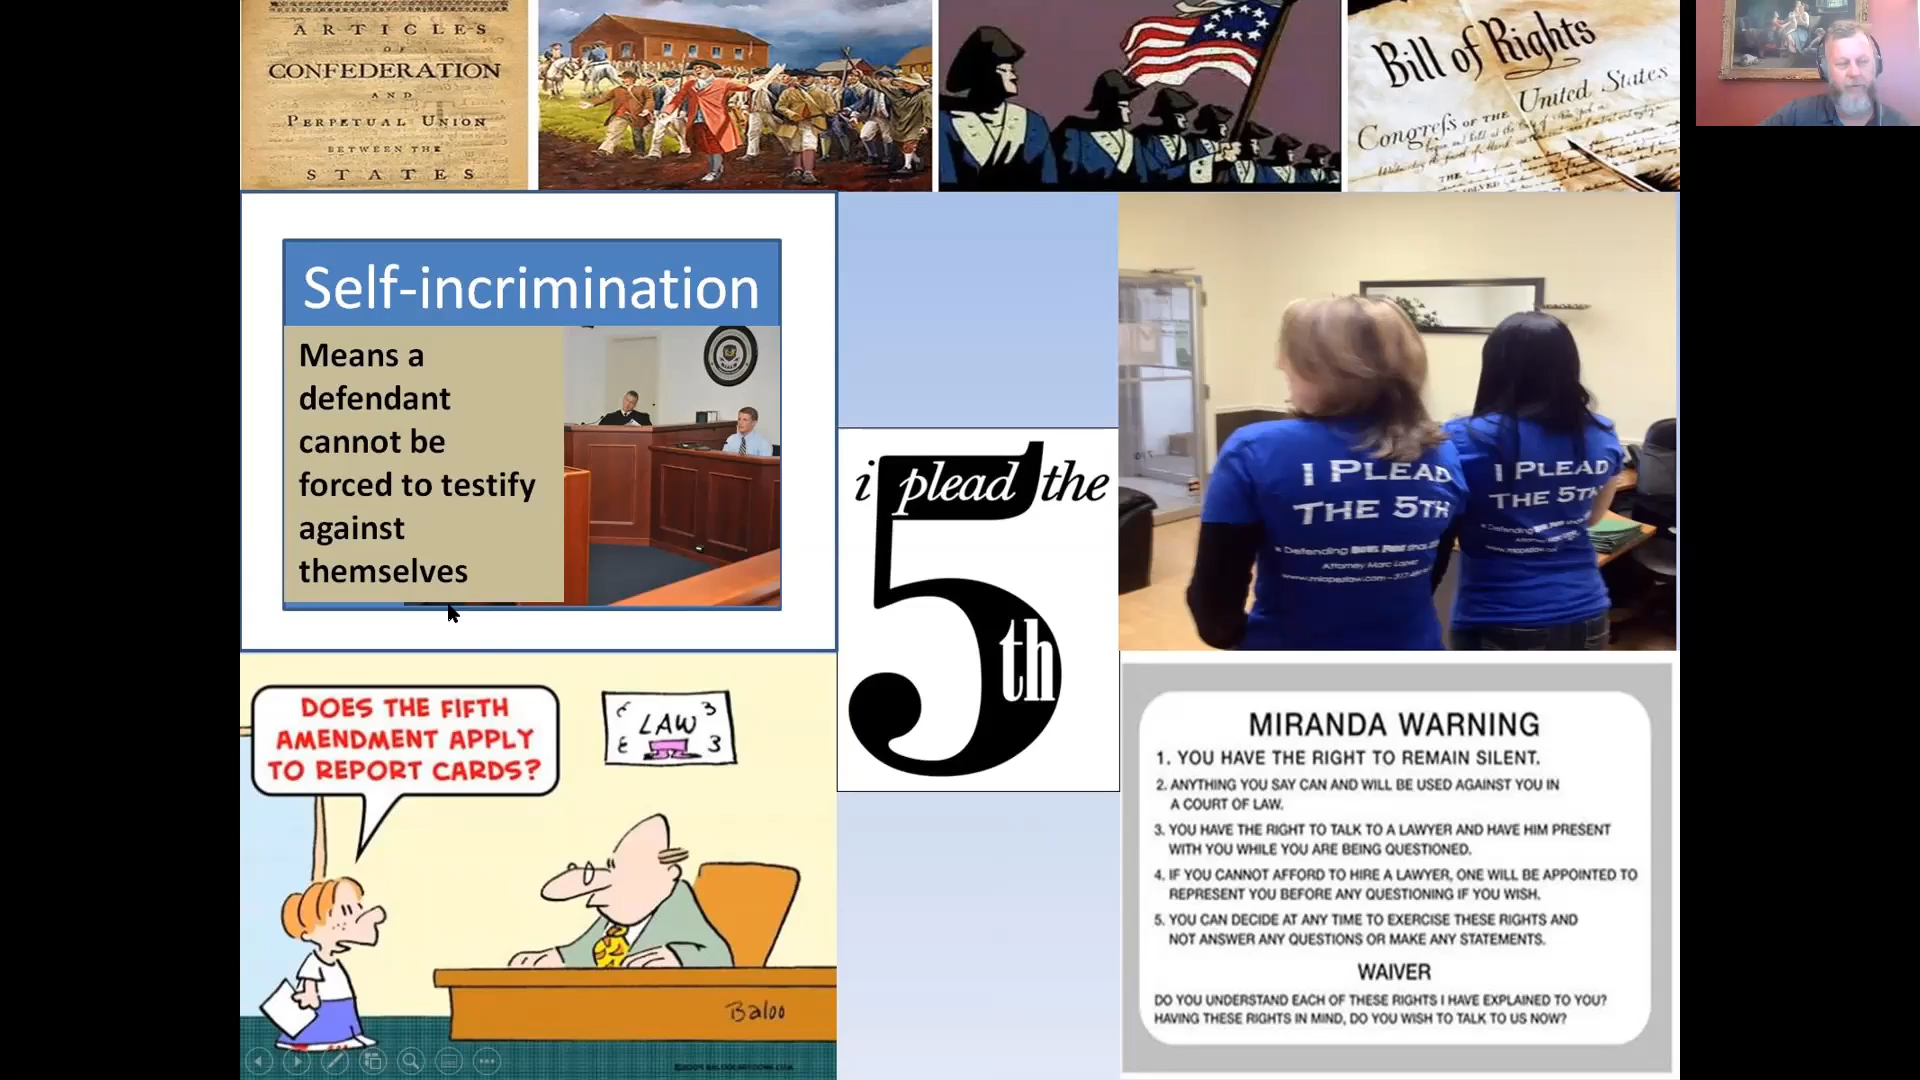 ARTICLES
OF
CONFEDERATION
AND
PERPETUAL UNION
BETWEEN THE
STATES
Bill of Rights
Congrefs OF THE United States
Self-incrimination
Means a
defendant
cannot be
forced to testify
against
themselves
i plead the
5th
I PLEAD
THE 5TH
Defending
Attorney Marc Lopez
I PLEAD
THE 5TH
Defending
DOES THE FIFTH
AMENDMENT APPLY
TO REPORT CARDS?
LAW
Baloo
MIRANDA WARNING
1. YOU HAVE THE RIGHT TO REMAIN SILENT.
2. ANYTHING YOU SAY CAN AND WILL BE USED AGAINST YOU IN
A COURT OF LAW.
3. YOU HAVE THE RIGHT TO TALK TO A LAWYER AND HAVE HIM PRESENT
WITH YOU WHILE YOU ARE BEING QUESTIONED.
4. IF YOU CANNOT AFFORD TO HIRE A LAWYER, ONE WILL BE APPOINTED TO
REPRESENT YOU BEFORE ANY QUESTIONING IF YOU WISH.
5. YOU CAN DECIDE AT ANY TIME TO EXERCISE THESE RIGHTS AND
NOT ANSWER ANY QUESTIONS OR MAKE ANY STATEMENTS.
WAIVER
DO YOU UNDERSTAND EACH OF THESE RIGHTS I HAVE EXPLAINED TO YOU?
HAVING THESE RIGHTS IN MIND, DO YOU WISH TO TALK TO US NOW?